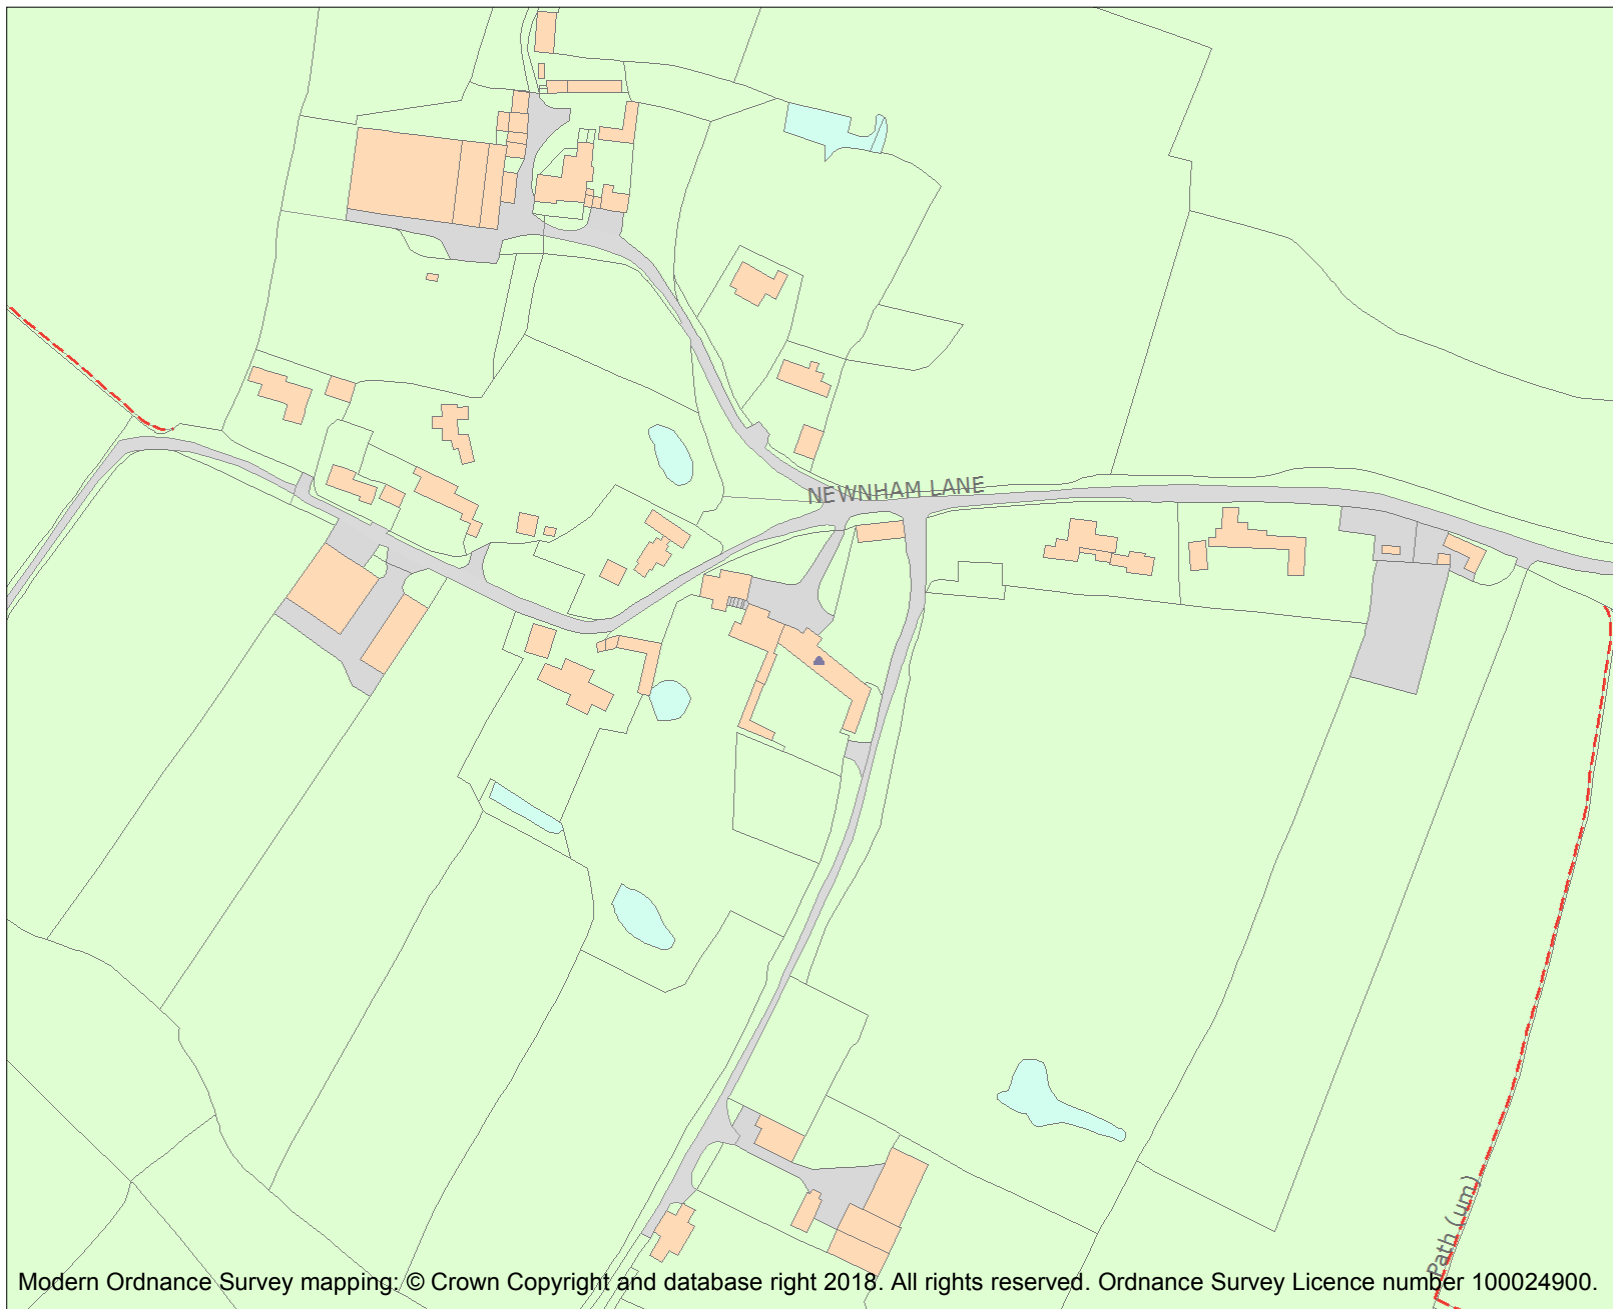 NEWNHAM LANE
Path (um)
Modern Ordnance Survey mapping: © Crown Copyright and database right 2018. All rights reserved. Ordnance Survey Licence number 100024900.